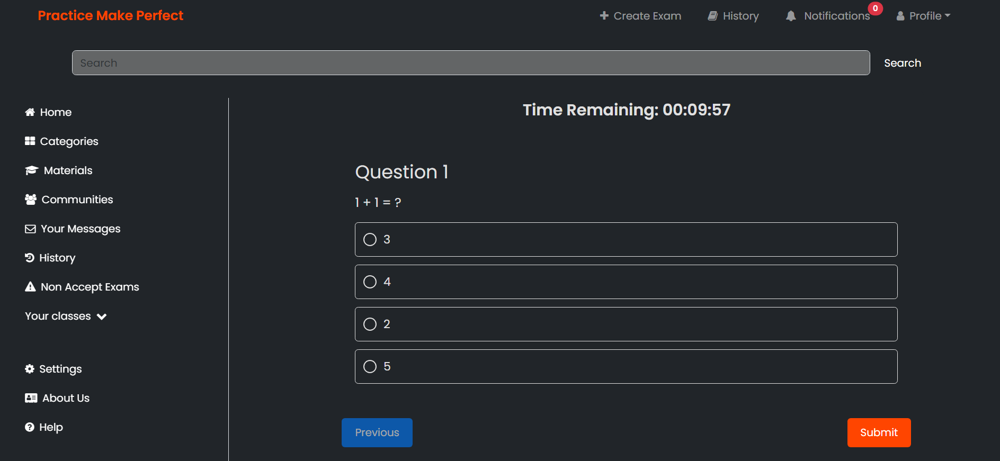 Practice Make Perfect
Create Exam
History
Notifications
0
Profile
Search
Search
Home
Categories
Materials
Communities
Your Messages
History
Non Accept Exams
Your classes
Settings
About Us
Help
Time Remaining: 00:09:57
Question 1
1 + 1 = ?
3
4
2
5
Previous
Submit